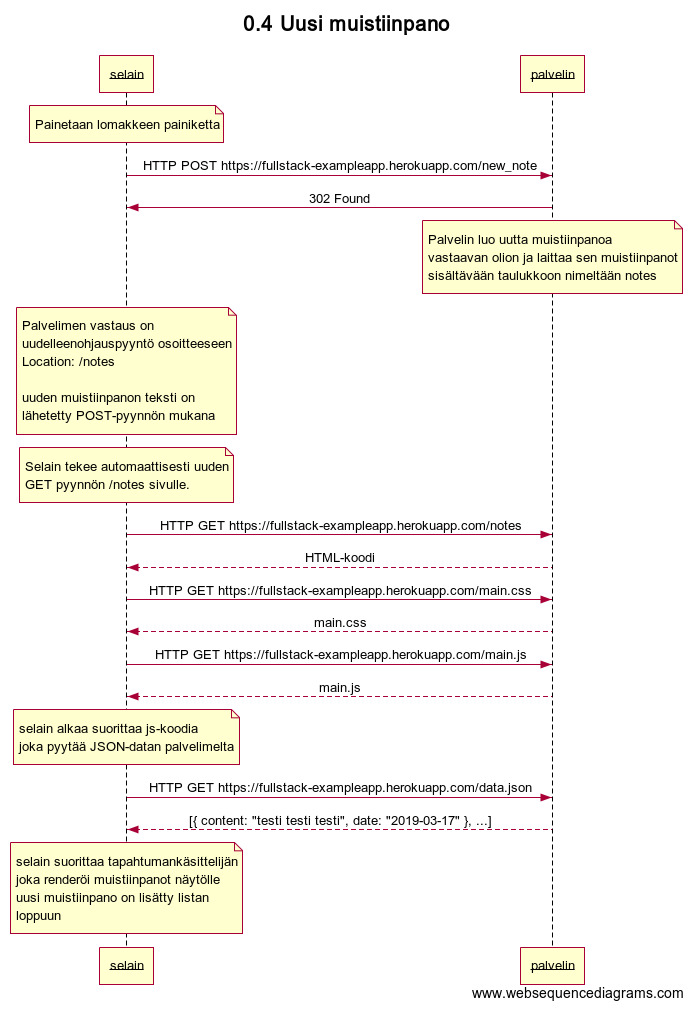 0.4 Uusi muistiinpano
selain
palvelin
Painetaan lomakkeen painiketta
HTTP POST https://fullstack-exampleapp.herokuapp.com/new_note
302 Found
Palvelin luo uutta muistiinpanoa
vastaavan olion ja laittaa sen muistiinpanot
sisältävään taulukkoon nimeltään notes
Palvelimen vastaus on
uudelleenohjauspyyntö osoitteeseen
Location: /notes
uuden muistiinpanon teksti on
lähetetty POST-pyynnön mukana
Selain tekee automaattisesti uuden
GET pyynnön /notes sivulle.
HTTP GET https://fullstack-exampleapp.herokuapp.com/notes
HTML-koodi
HTTP GET https://fullstack-exampleapp.herokuapp.com/main.css
main.css
HTTP GET https://fullstack-exampleapp.herokuapp.com/main.js
main.js
selain alkaa suorittaa js-koodia
joka pyytää JSON-datan palvelimelta
HTTP GET https://fullstack-exampleapp.herokuapp.com/data.json
[{ content: "testi testi testi", date: "2019-03-17" }, ...]
selain suorittaa tapahtumankäsittelijän
joka renderöi muistiinpanot näytölle
uusi muistiinpano on lisätty listan
loppuun
selain
palvelin
www.websequencediagrams.com